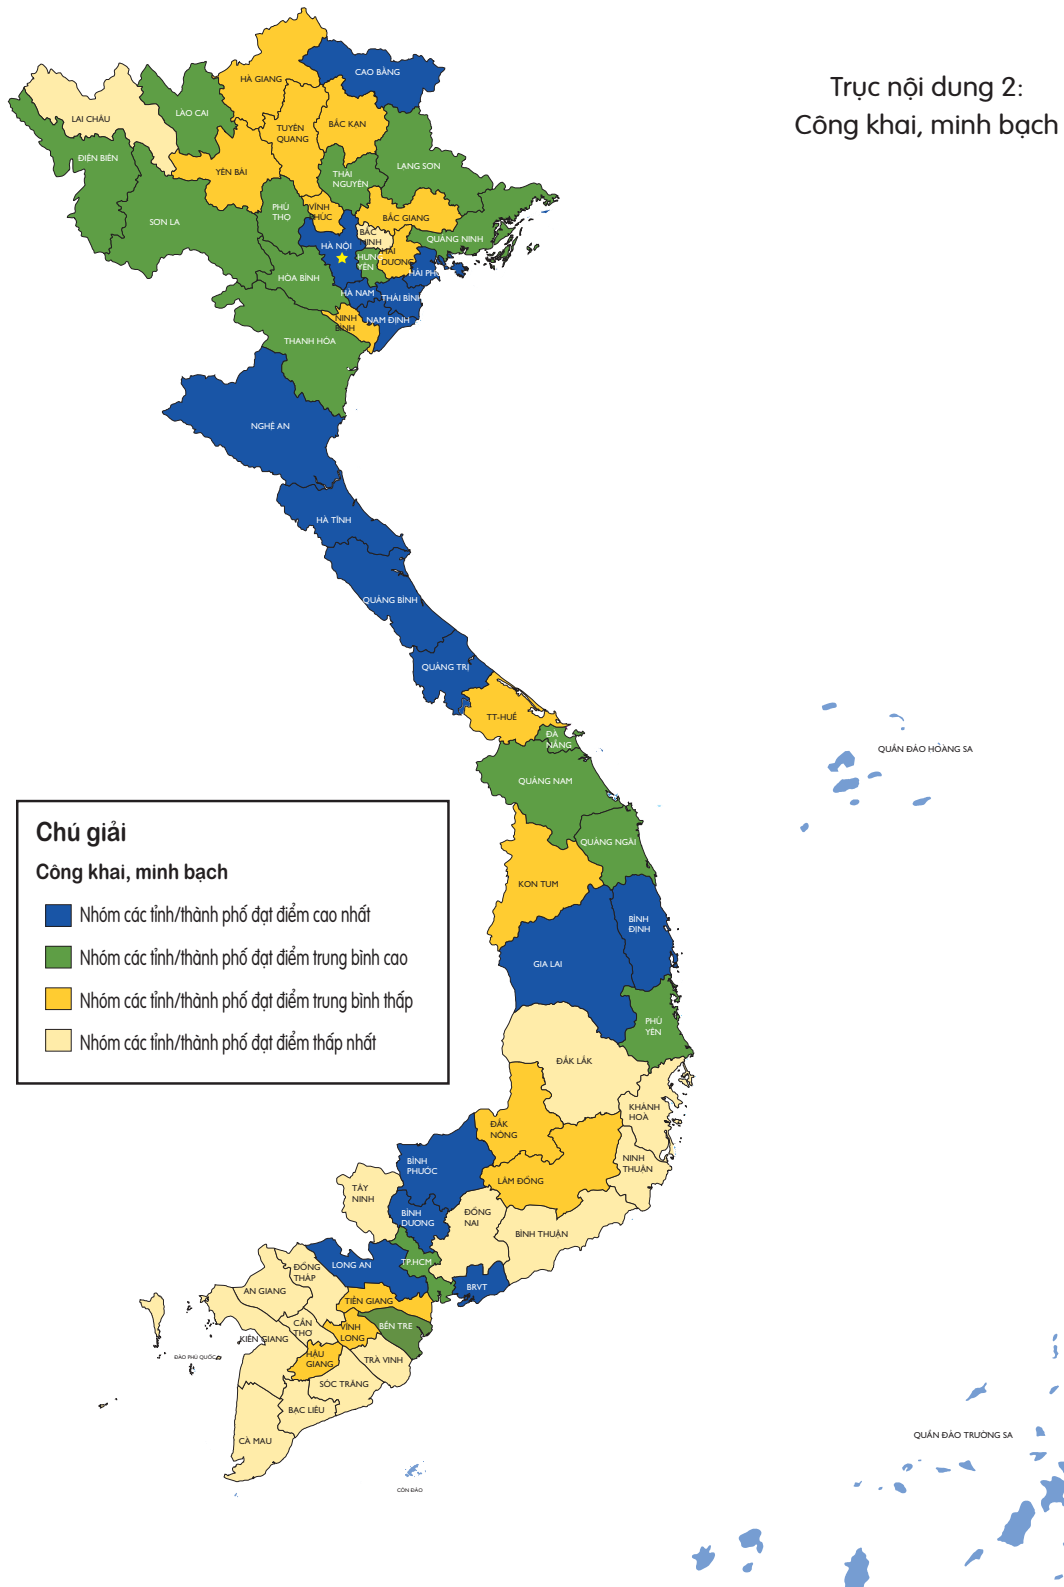 Trục nội dung 2:
Công khai, minh bạch
HÀ GIANG
CAO BẰNG
LAI CHÂU
LÀO CAI
TUYÊN
QUANG
BẮC KẠN
ĐIỆN BIÊN
YÊN BÁI
THÁI
NGUYÊN
LẠNG SƠN
SƠN LA
PHÚ
THỌ
VĨNH
PHÚC
BẮC GIANG
BẮC
NINH
QUẢNG NINH
HÀ NỘI
HƯNG
YÊN
HẢI
DƯƠNG
HẢI PHÒNG
HÒA BÌNH
HÀ NAM
THÁI BÌNH
NINH
BÌNH
NAM ĐỊNH
THANH HÓA
NGHỆ AN
HÀ TĨNH
QUẢNG BÌNH
QUẢNG TRỊ
TT-HUẾ
ĐÀ
NẴNG
QUẦN ĐẢO HOÀNG SA
QUẢNG NAM
QUẢNG NGÃI
KON TUM
BÌNH
ĐỊNH
GIA LAI
PHÚ
YÊN
Chú giải
Công khai, minh bạch
Nhóm các tỉnh/thành phố đạt điểm cao nhất
Nhóm các tỉnh/thành phố đạt điểm trung bình cao
Nhóm các tỉnh/thành phố đạt điểm trung bình thấp
Nhóm các tỉnh/thành phố đạt điểm thấp nhất
ĐẮK LẮK
KHÁNH
HOÀ
ĐẮK
NÔNG
BÌNH
PHƯỚC
NINH
THUẬN
LÂM ĐỒNG
TÂY
NINH
BÌNH
DƯƠNG
ĐỒNG
NAI
BÌNH THUẬN
LONG AN
TP.HCM
ĐỒNG
THÁP
BRVT
AN GIANG
TIỀN GIANG
CẦN
THƠ
VĨNH
LONG
BẾN TRE
KIÊN GIANG
HẬU
GIANG
TRÀ VINH
ĐẢO PHÚ QUỐC
SÓC TRĂNG
BẠC LIÊU
CÀ MAU
CÔN ĐẢO
QUẦN ĐẢO TRƯỜNG SA